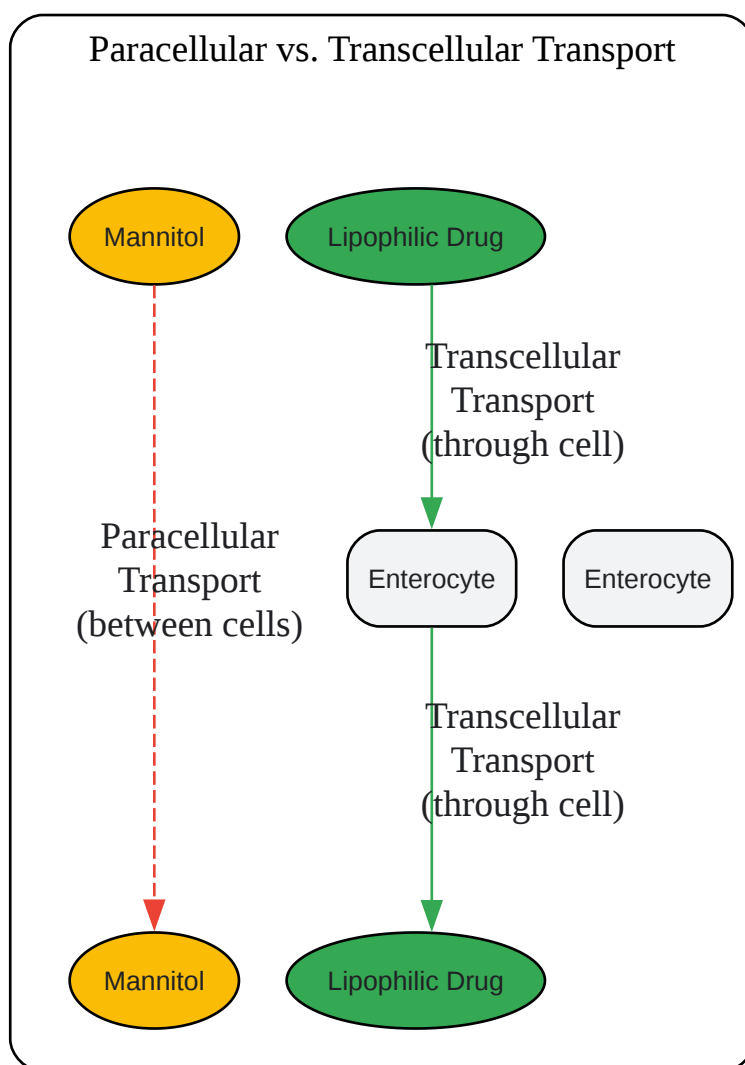 Paracellular vs. Transcellular Transport
Mannitol
Lipophilic Drug
Transcellular
Transport
(through cell)
Paracellular
Transport
(between cells)
Enterocyte
Enterocyte
Transcellular
Transport
(through cell)
Mannitol
Lipophilic Drug